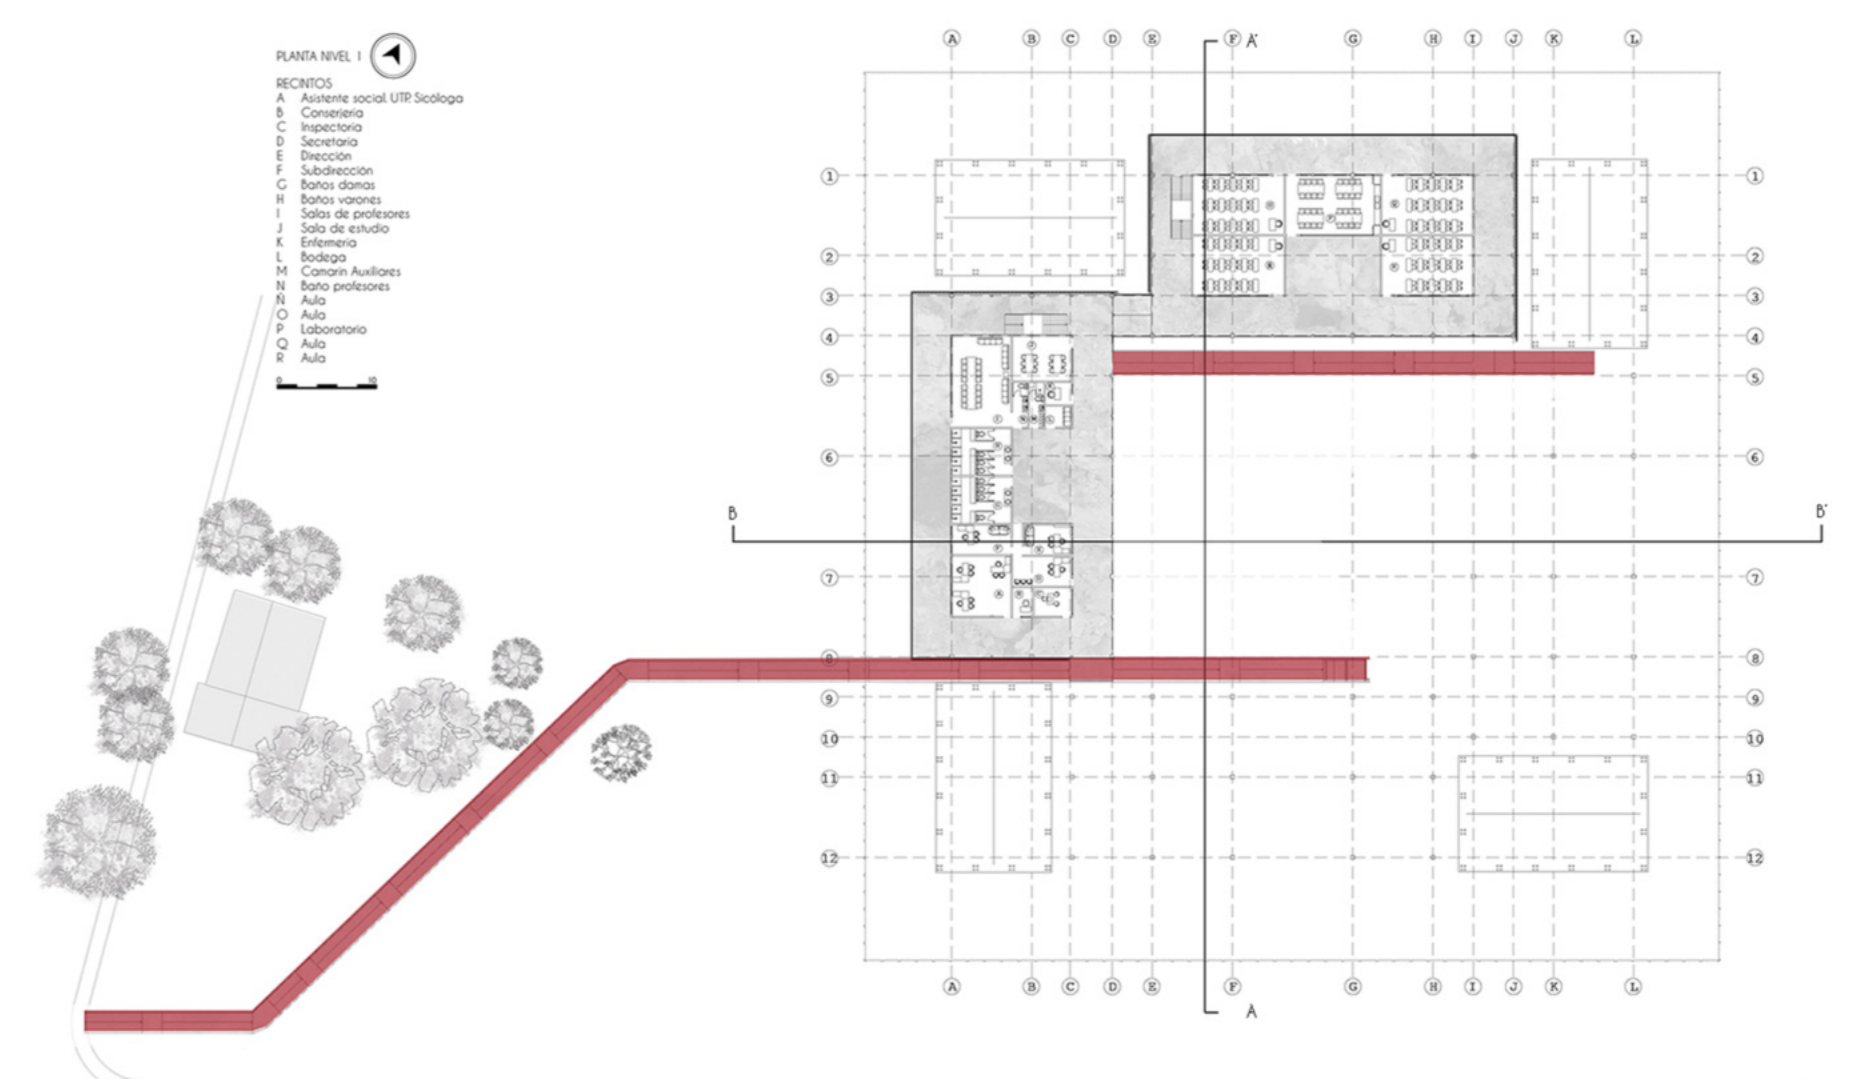 PLANTA NIVEL 1
RECINTOS
A Asistente social. UTP. Sicóloga
B Conserjeria
C Inspectoria
D Secretaria
E Dirección
F Subdirección
G Baños damas
H Baños varones
I Salas de profesores
J Sala de estudio
K Enfermeria
L Bodega
M Camarin Auxiliares
N Baño profesores
Ñ Aula
O Aula
P Laboratorio
Q Aula
R Aula
0 10
A B C D E F A' G H I J K L
1 1
2 2
3 3
4 4
5 5
6 6
B B'
7 7
8 8
9 9
10 10
11 11
12 12
A B C D E F G H I J K L
A